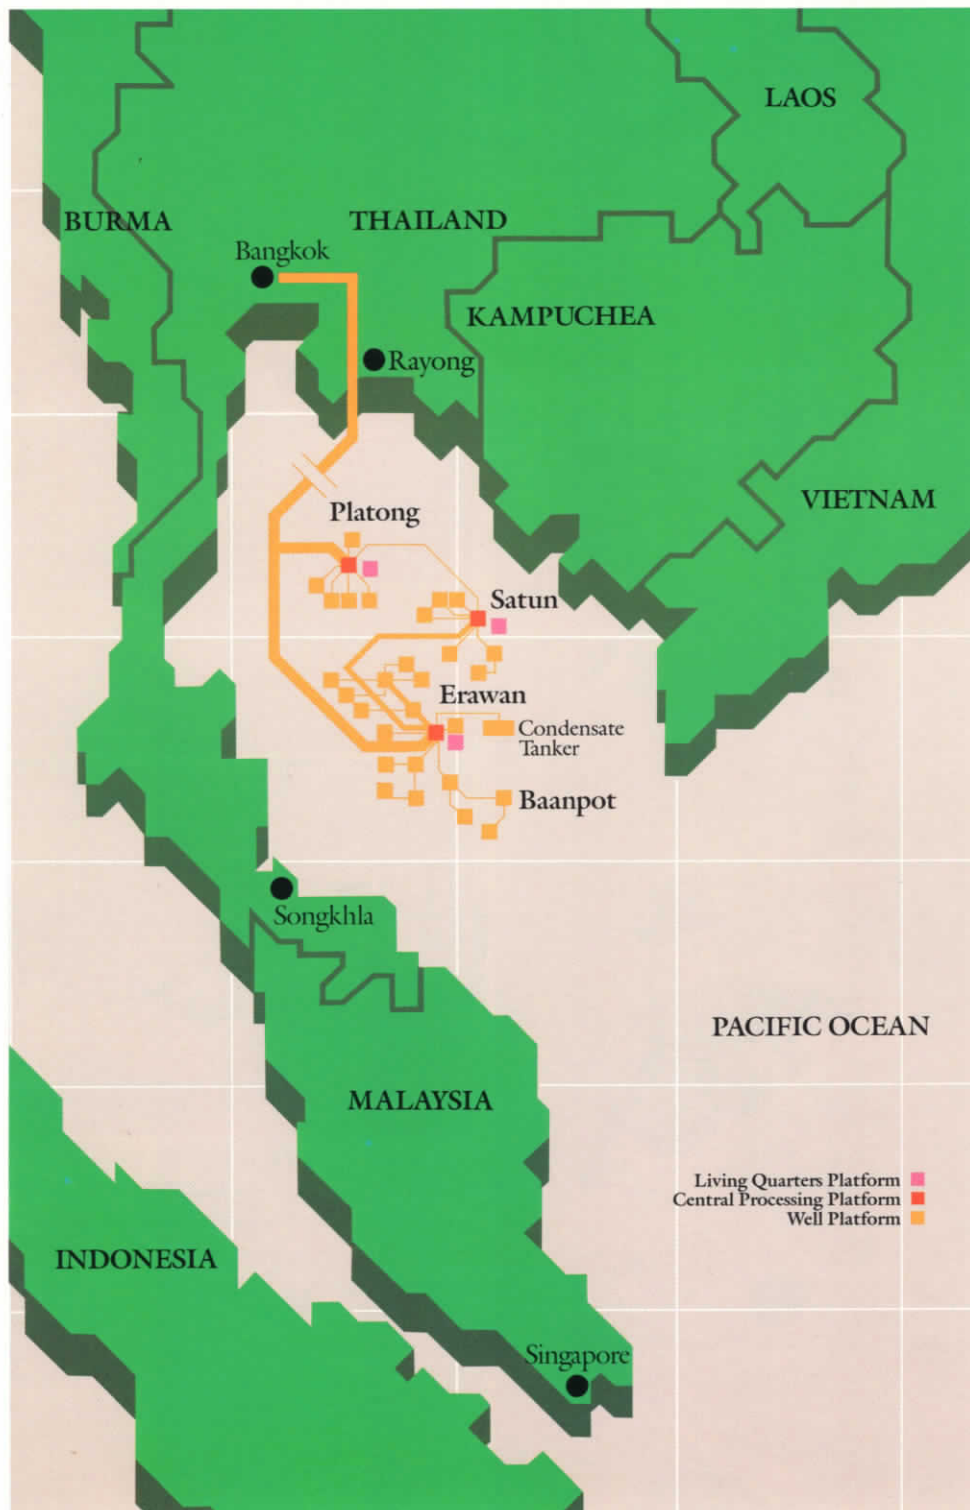 LAOS
BURMA
THAILAND
Bangkok
KAMPUCHEA
Rayong
VIETNAM
Platong
Satun
Erawan
Condensate
Tanker
Baanpot
Songkhla
PACIFIC OCEAN
MALAYSIA
Living Quarters Platform
Central Processing Platform
Well Platform
INDONESIA
Singapore